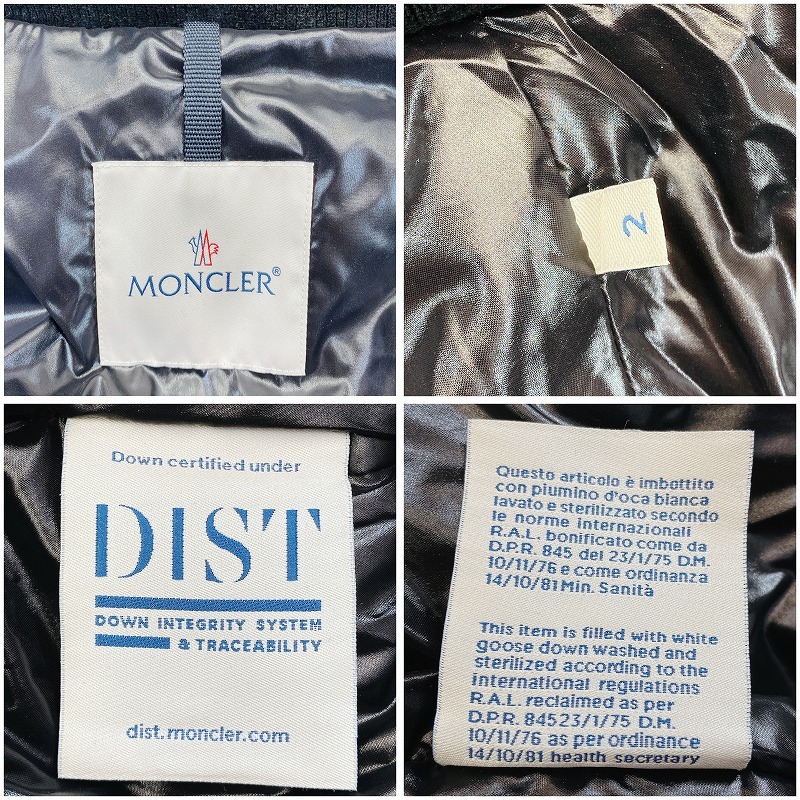 MONCLER®
2
Down certified under
DIST
DOWN INTEGRITY SYSTEM
& TRACEABILITY
dist.moncler.com
Questo articolo è imbottito
con piumino d'oca bianca
lavato e sterilizzato secondo
le norme internazionali
R.A.L. bonificato come da
D.P.R. 845 del 23/1/75 D.M.
10/11/76 e come ordinanza
14/10/81 Min. Sanità
This item is filled with white
goose down washed and
sterilized according to the
international regulations
R.A.L. reclaimed as per
D.P.R. 84523/1/75 D.M.
10/11/76 as per ordinance
14/10/81 health secretary